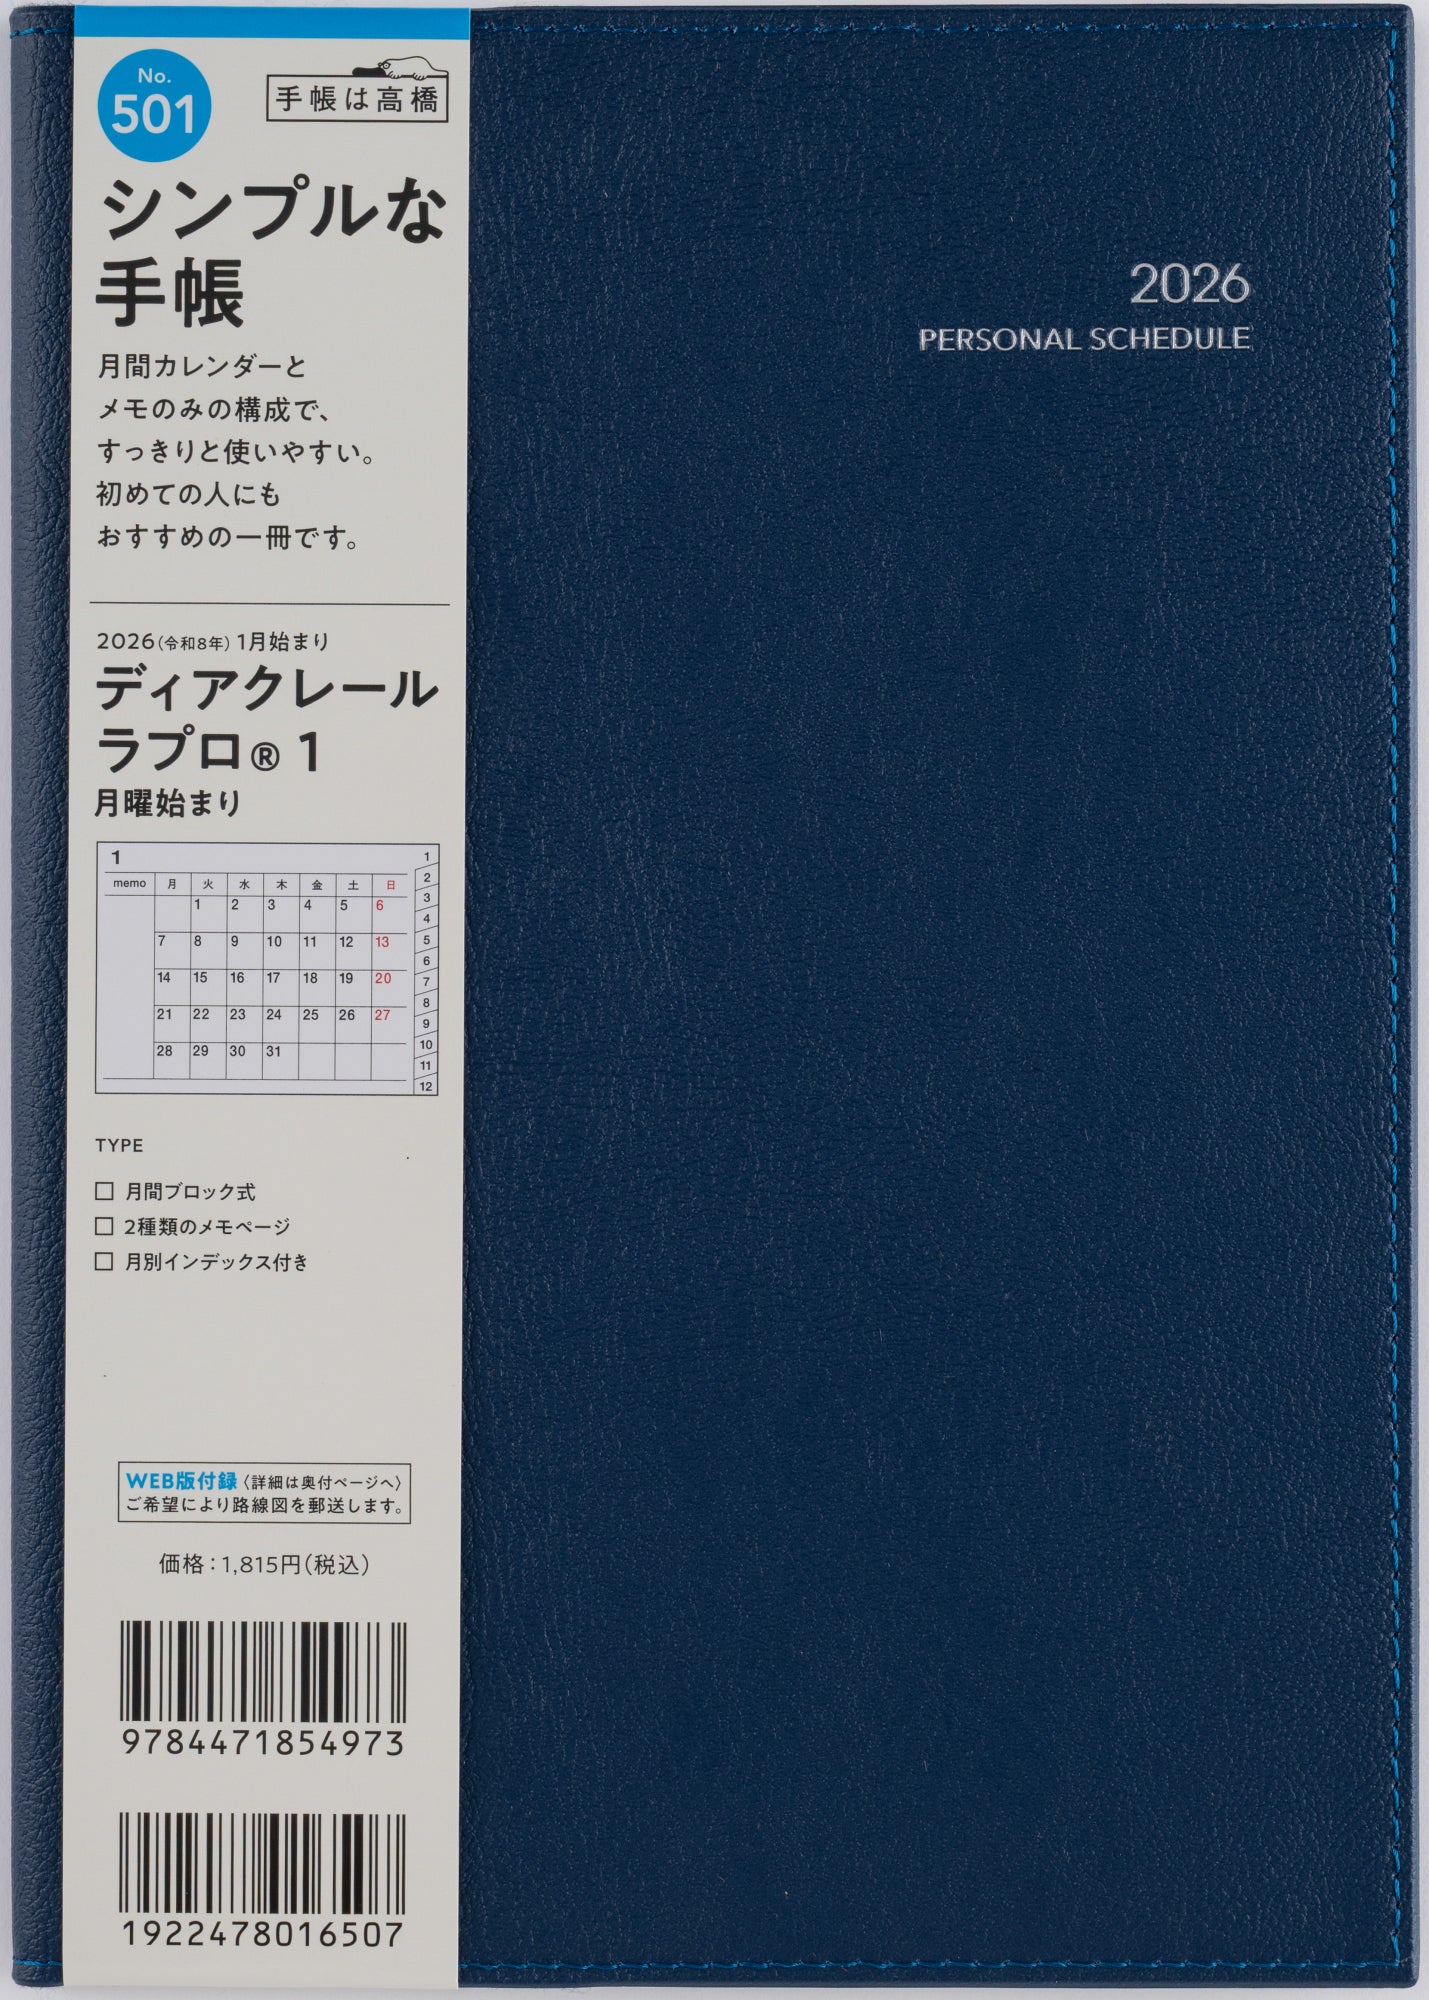 No.
501
手帳は高橋
シンプルな
手帳
月間カレンダーと
メモのみの構成で、
すっきりと使いやすい。
初めての人にも
おすすめの一冊です。
2026(令和8年)1月始まり
ディアクレール
ラプロ® 1
月曜始まり
1
memo 月 火 水 木 金 土 日
1 2 3 4 5 6
7 8 9 10 11 12 13
14 15 16 17 18 19 20
21 22 23 24 25 26 27
28 29 30 31
1
2
3
4
5
6
7
8
9
10
11
12
TYPE
□ 月間ブロック式
□ 2種類のメモページ
□ 月別インデックス付き
WEB版付録〈詳細は奥付ページへ〉
ご希望により路線図を郵送します。
価格:1,815円(税込)
9784471854973
1922478016507
2026
PERSONAL SCHEDULE